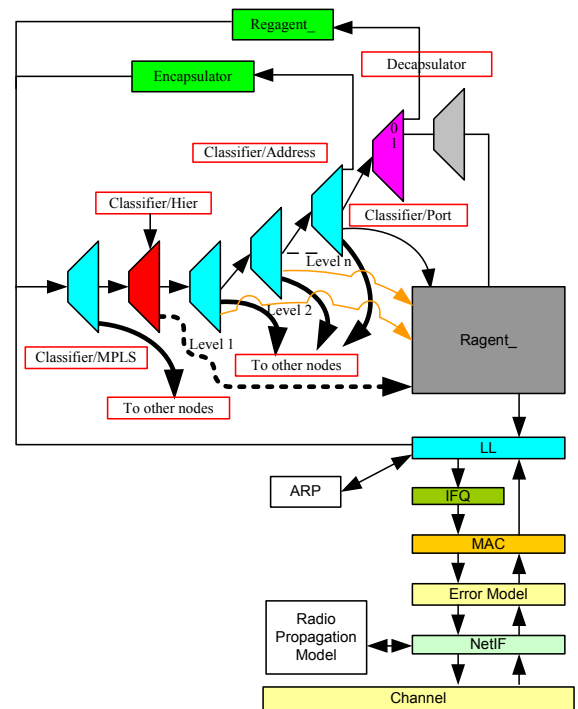 Regagent_
Encapsulator
Decapsulator
0
1
Classifier/Address
Classifier/Hier
Classifier/Port
Level n
Level 2
Level 1
Classifier/MPLS
To other nodes
To other nodes
Ragent_
LL
ARP
IFQ
MAC
Error Model
Radio
Propagation
Model
NetIF
Channel